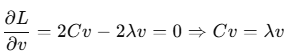 ∂L/∂v = 2Cv − 2λv = 0 ⇒ Cv = λv